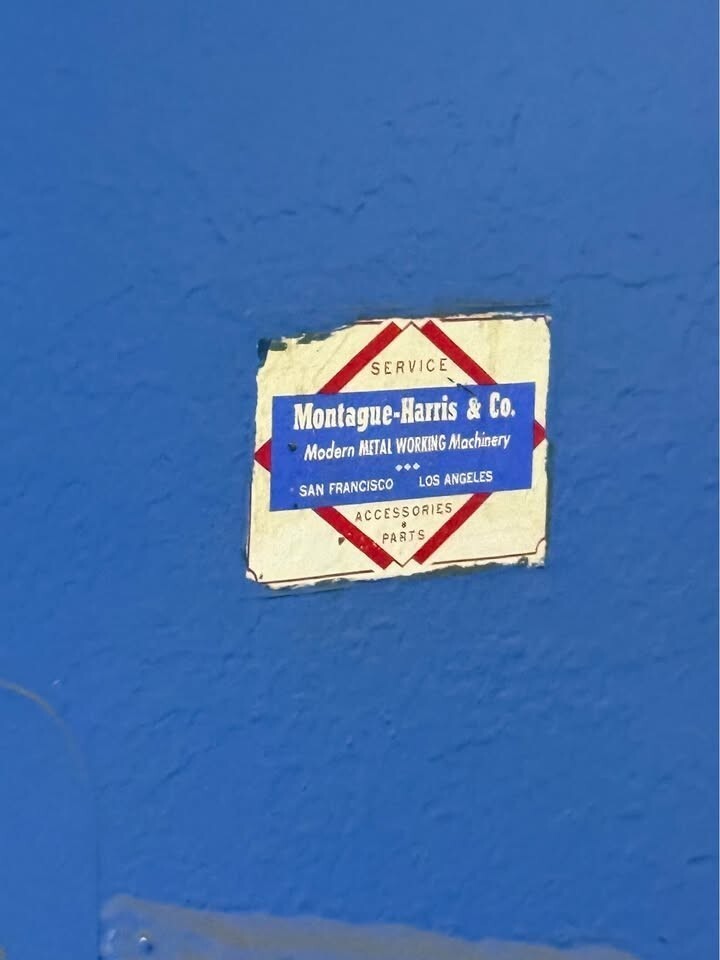 SERVICE
Montague-Harris & Co.
Modern METAL WORKING Machinery
SAN FRANCISCO LOS ANGELES
ACCESSORIES
&
PARTS